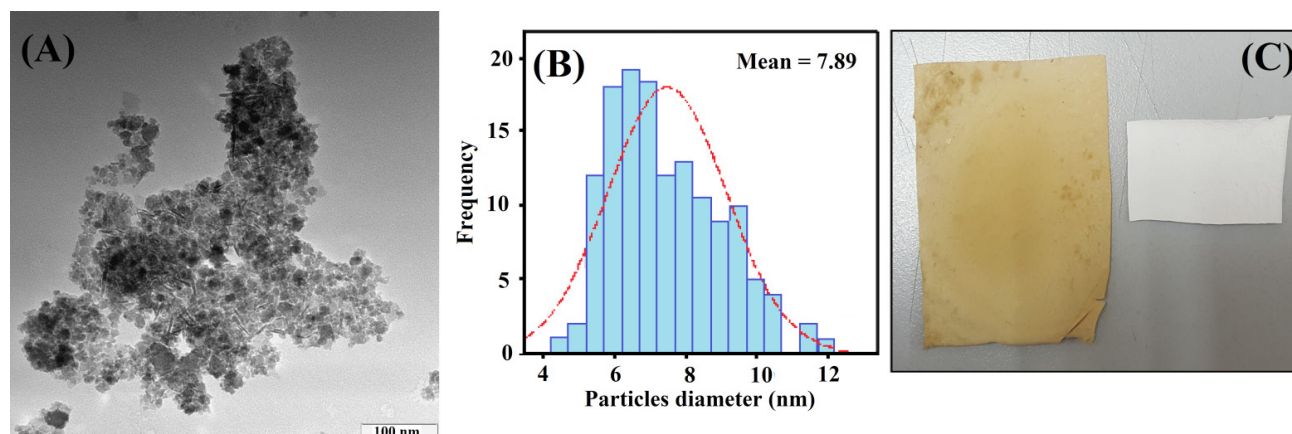 (A)
100 nm
(B)
Mean = 7.89
Frequency
20
15
10
5
0
4 6 8 10 12
Particles diameter (nm)
(C)